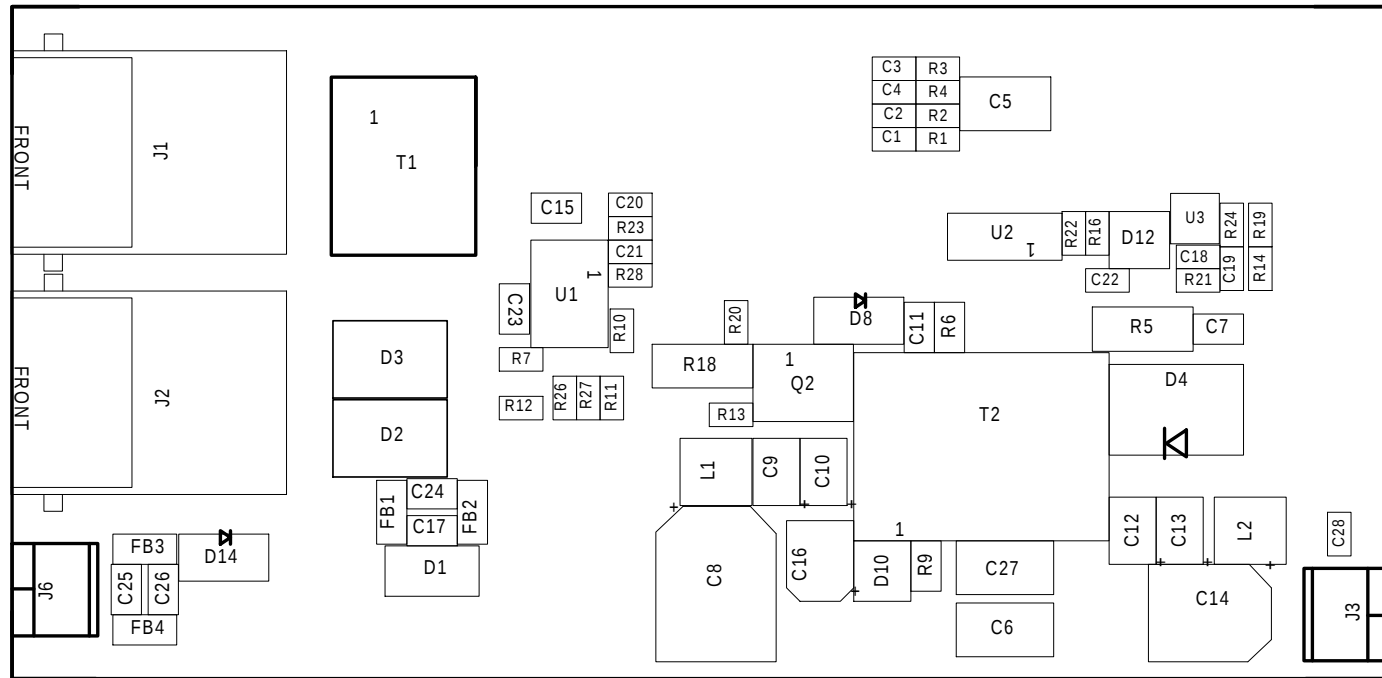 C3 R3
C4 R4 C5
C2 R2
C1 R1
FRONT J1
1
T1
C15 C20
R23
C21
1
R28
U1
C23
R10
R7
R12 R26 R27 R11
U2
1
R22 R16 D12 U3 R24 R19
C18 C19 R14
C22 R21
R20 D8 C11 R6 R5 C7
FRONT J2
D3
D2
R18 1
Q2
R13
T2
1
D4
L1 C9 C10
+ + +
FB1 C24 FB2
C17
D1
FB3 D14
J6 C25 C26
FB4
C8 C16 D10 R9 C27
+
C6
C12 C13 L2 C28
+ + +
C14 J3